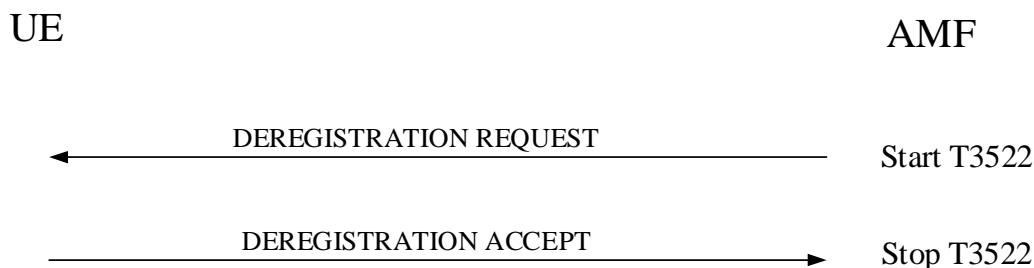 UE
AMF
DEREGISTRATION REQUEST
Start T3522
DEREGISTRATION ACCEPT
Stop T3522